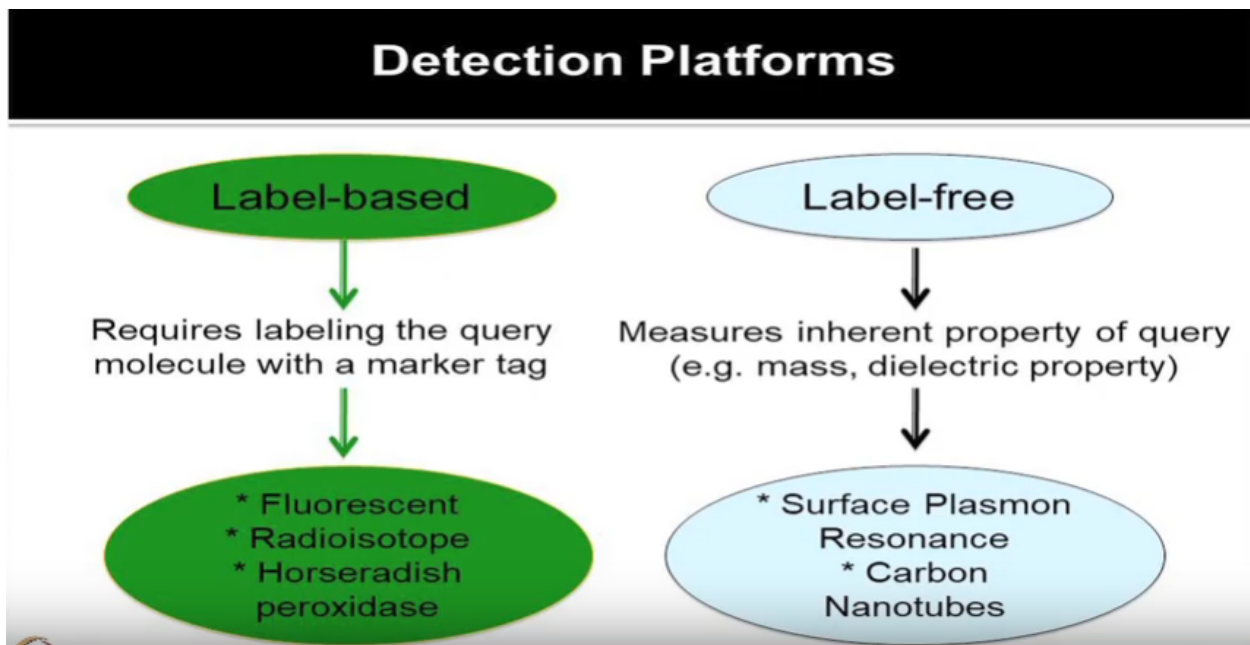 Detection Platforms
Label-based
Requires labeling the query
molecule with a marker tag
* Fluorescent
* Radioisotope
* Horseradish
peroxidase
Label-free
Measures inherent property of query
(e.g. mass, dielectric property)
* Surface Plasmon
Resonance
* Carbon
Nanotubes